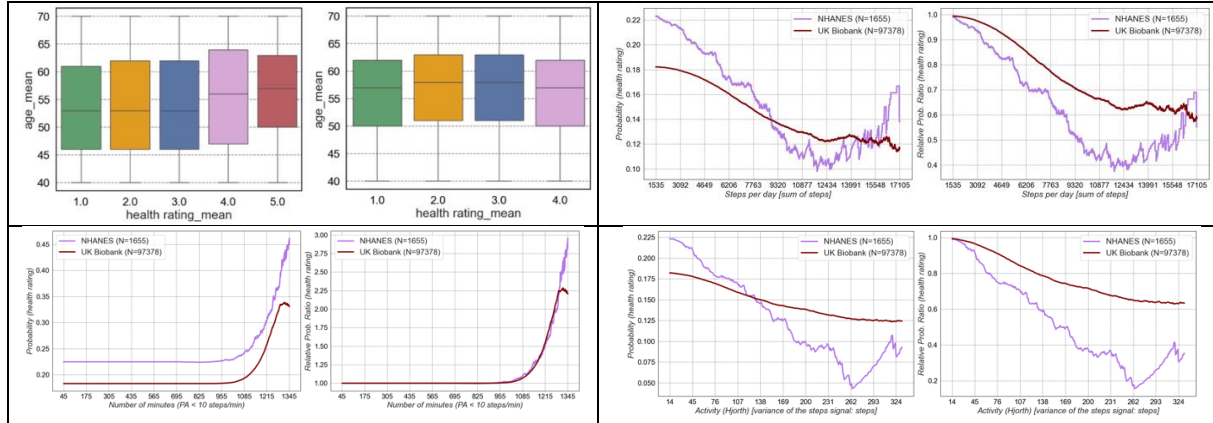 age_mean
70
65
60
55
50
45
40
1.0 2.0 3.0 4.0 5.0
health rating_mean
age_mean
70
65
60
55
50
45
40
1.0 2.0 3.0 4.0
health rating_mean
NHANES (N=1655)
UK Biobank (N=97378)
Probability (health rating)
0.22
0.20
0.18
0.16
0.14
0.12
0.10
1535 3092 4649 6206 7763 9320 10877 12434 13991 15548 17105
Steps per day [sum of steps]
NHANES (N=1655)
UK Biobank (N=97378)
Relative Prob. Ratio (health rating)
1.0
0.9
0.8
0.7
0.6
0.5
0.4
1535 3092 4649 6206 7763 9320 10877 12434 13991 15548 17105
Steps per day [sum of steps]
NHANES (N=1655)
UK Biobank (N=97378)
Probability (health rating)
0.45
0.40
0.35
0.30
0.25
0.20
45 175 305 435 565 695 825 955 1085 1215 1345
Number of minutes (PA < 10 steps/min)
NHANES (N=1655)
UK Biobank (N=97378)
Relative Prob. Ratio (health rating)
3.00
2.75
2.50
2.25
2.00
1.75
1.50
1.25
1.00
45 175 305 435 565 695 825 955 1085 1215 1345
Number of minutes (PA < 10 steps/min)
NHANES (N=1655)
UK Biobank (N=97378)
Probability (health rating)
0.225
0.200
0.175
0.150
0.125
0.100
0.075
0.050
14 45 76 107 138 169 200 231 262 293 324
Activity (Hjorth) [variance of the steps signal: steps]
NHANES (N=1655)
UK Biobank (N=97378)
Relative Prob. Ratio (health rating)
1.0
0.8
0.6
0.4
0.2
14 45 76 107 138 169 200 231 262 293 324
Activity (Hjorth) [variance of the steps signal: steps]